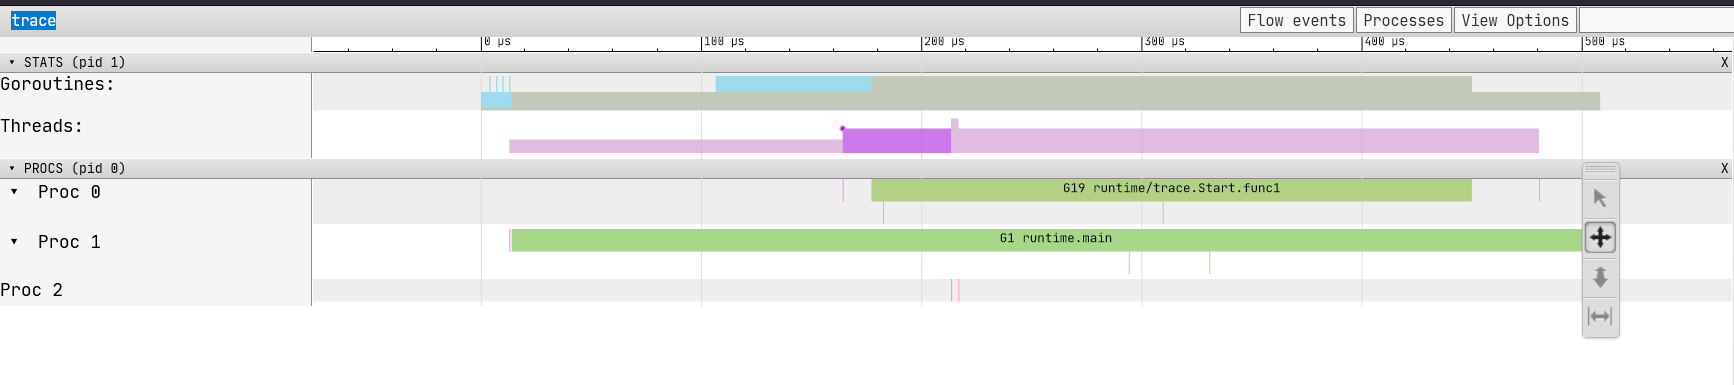 trace Flow events Processes View Options
0 µs 100 µs 200 µs 300 µs 400 µs 500 µs
▾ STATS (pid 1) X
Goroutines:
Threads:
▾ PROCS (pid 0) X
▾ Proc 0 G19 runtime/trace.Start.func1
▾ Proc 1 G1 runtime.main
Proc 2